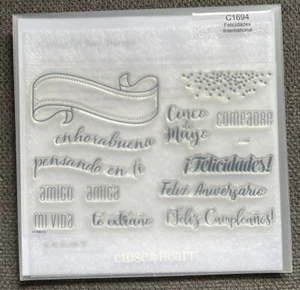 C1694
Felicidades
International
Cinco
de
Mayo
COMPADRE
enhorabuena
pensando en ti
¡Felicidades!
amigo
amiga
Feliz Aniversario
mi vida
te extraño
¡Feliz Cumpleaños!
close to my heart